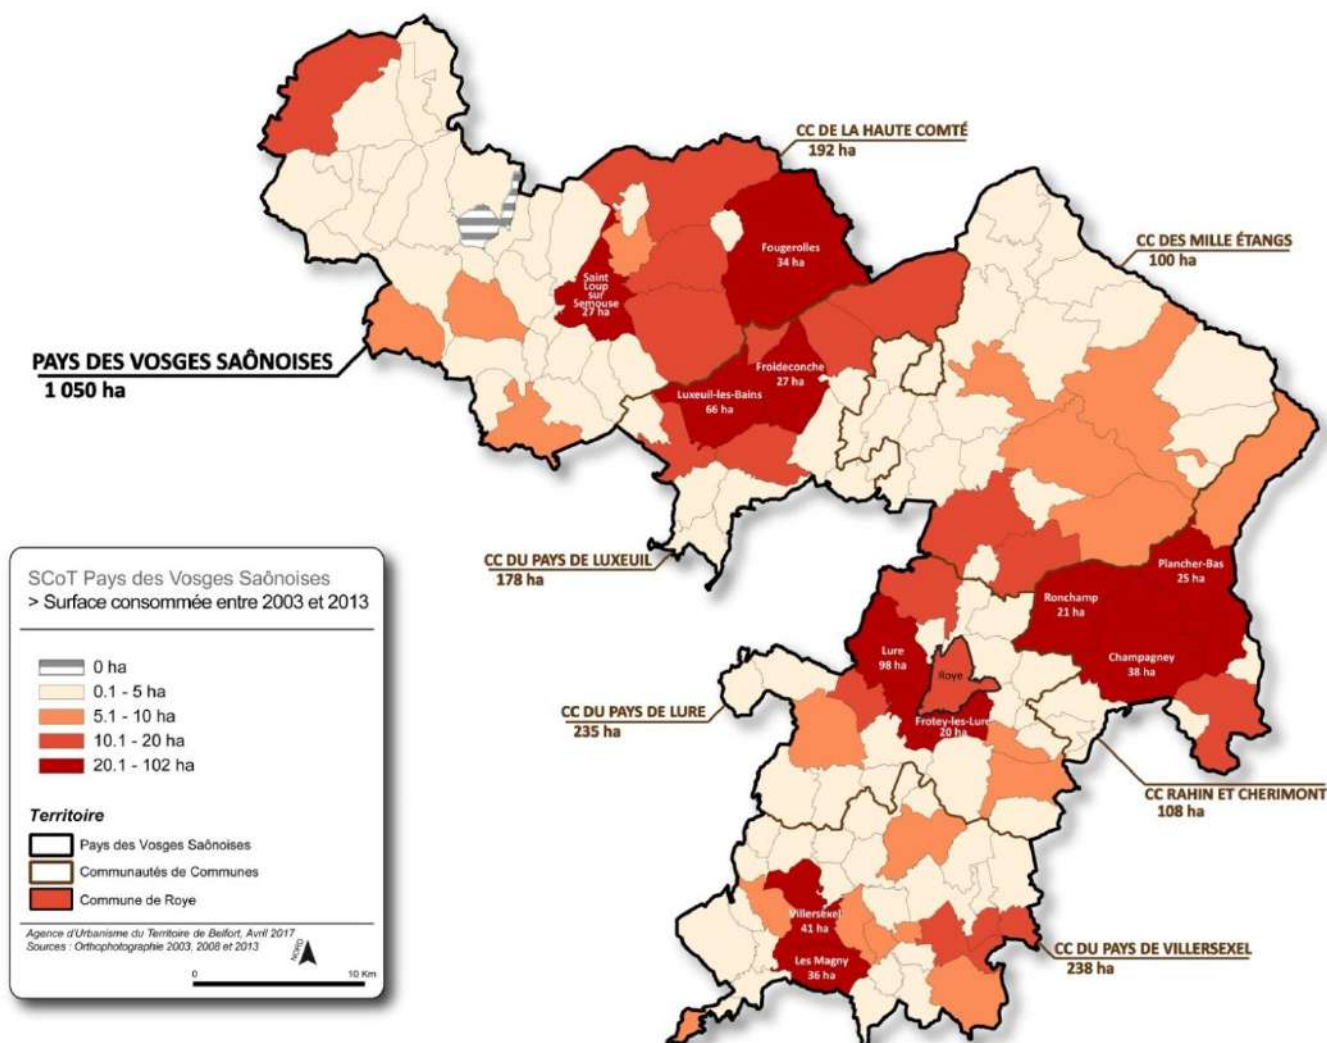 CC DE LA HAUTE COMTÉ
192 ha
Fougerolles
34 ha
CC DES MILLE ÉTANGS
100 ha
Saint
Loup
sur
Semouse
27 ha
PAYS DES VOSGES SAÔNOISES
1 050 ha
Froideconche
27 ha
Luxeuil-les-Bains
66 ha
CC DU PAYS DE LUXEUIL
178 ha
Plancher-Bas
25 ha
Ronchamp
21 ha
Champagney
38 ha
Lure
98 ha
Roye
Frotey-les-Lure
20 ha
CC DU PAYS DE LURE
235 ha
CC RAHIN ET CHERIMONT
108 ha
Villersexel
41 ha
Les Magny
36 ha
CC DU PAYS DE VILLERSEXEL
238 ha
SCoT Pays des Vosges Saônoises
> Surface consommée entre 2003 et 2013
0 ha
0.1 - 5 ha
5.1 - 10 ha
10.1 - 20 ha
20.1 - 102 ha
Territoire
Pays des Vosges Saônoises
Communautés de Communes
Commune de Roye
Agence d'Urbanisme du Territoire de Belfort, Avril 2017
Sources : Orthophotographie 2003, 2008 et 2013
NORD
0 10 Km